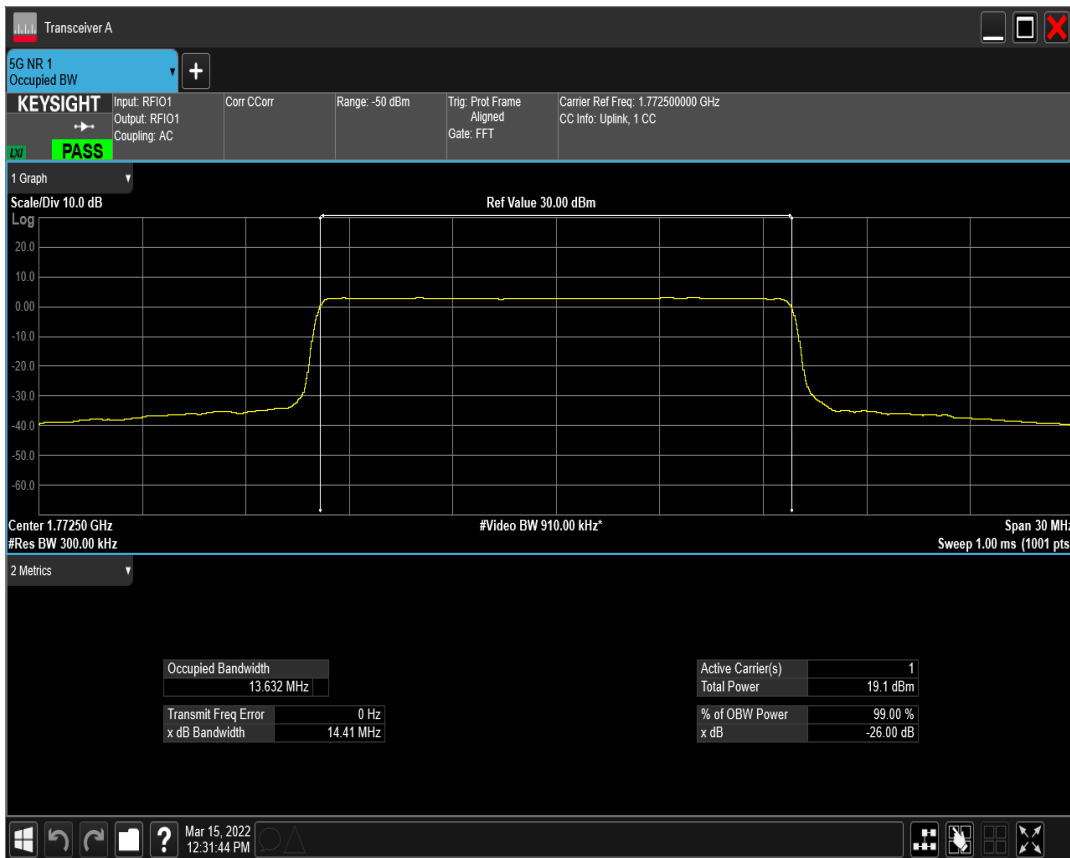 Transceiver A
5G NR 1
Occupied BW
+
KEYSIGHT
LXI
PASS
Input: RFIO1
Output: RFIO1
Coupling: AC
Corr CCorr
Range: -50 dBm
Trig: Prot Frame
Aligned
Gate: FFT
Carrier Ref Freq: 1.772500000 GHz
CC Info: Uplink, 1 CC
1 Graph
Scale/Div 10.0 dB
Ref Value 30.00 dBm
Log
20.0
10.0
0.00
-10.0
-20.0
-30.0
-40.0
-50.0
-60.0
Center 1.77250 GHz
#Video BW 910.00 kHz*
Span 30 MHz
#Res BW 300.00 kHz
Sweep 1.00 ms (1001 pts
2 Metrics
Occupied Bandwidth
13.632 MHz
Transmit Freq Error 0 Hz
x dB Bandwidth 14.41 MHz
Active Carrier(s) 1
Total Power 19.1 dBm
% of OBW Power 99.00 %
x dB -26.00 dB
?
Mar 15, 2022
12:31:44 PM